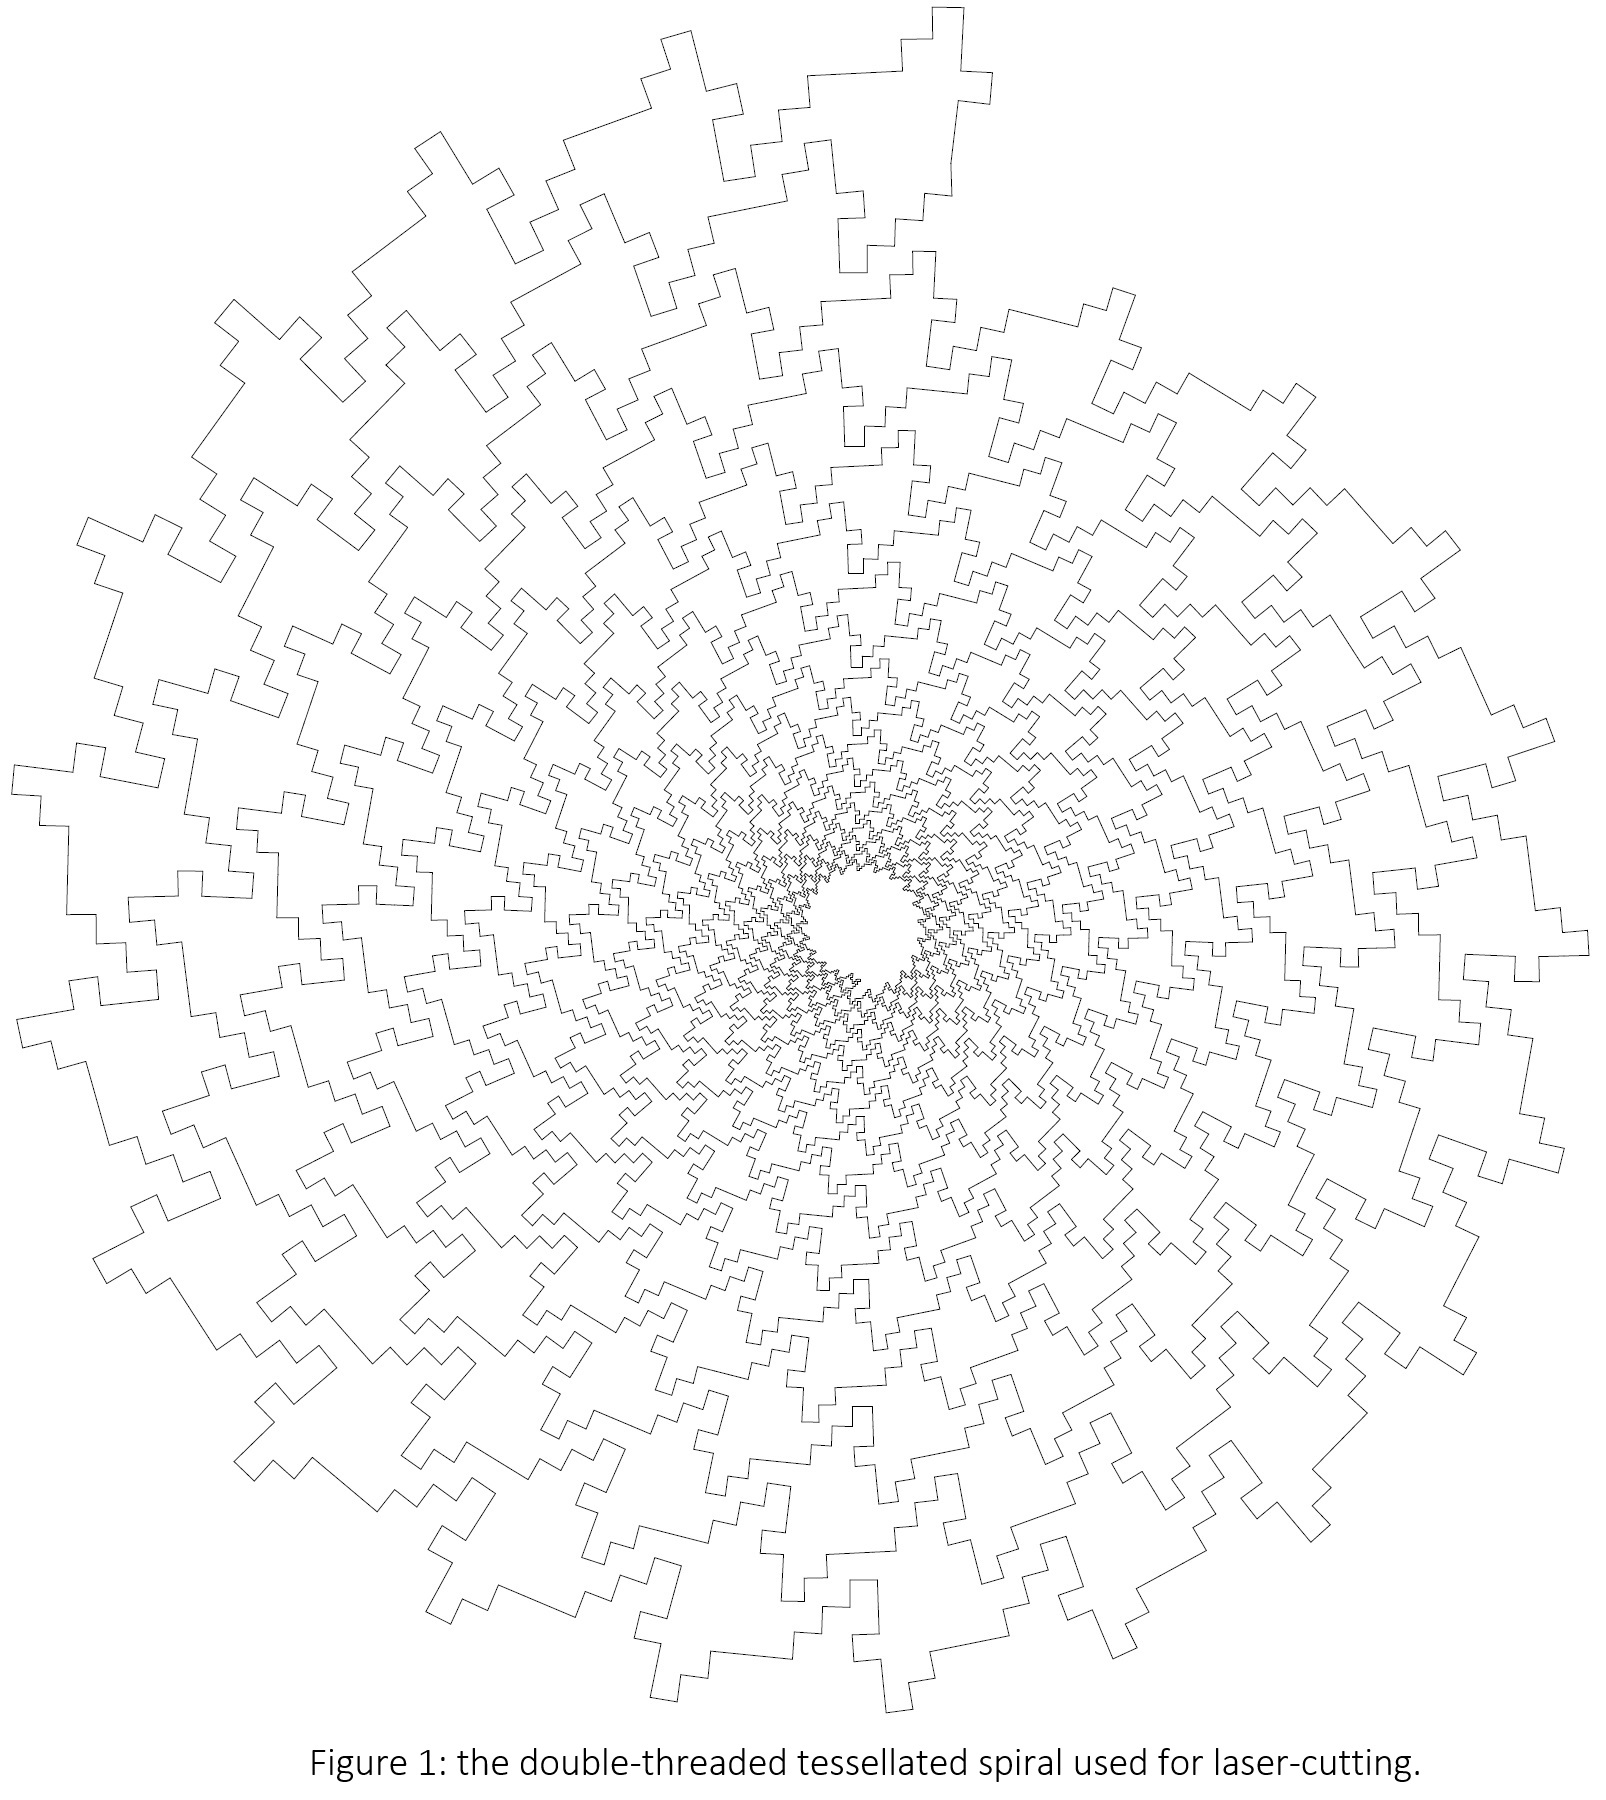 Figure 1: the double-threaded tessellated spiral used for laser-cutting.